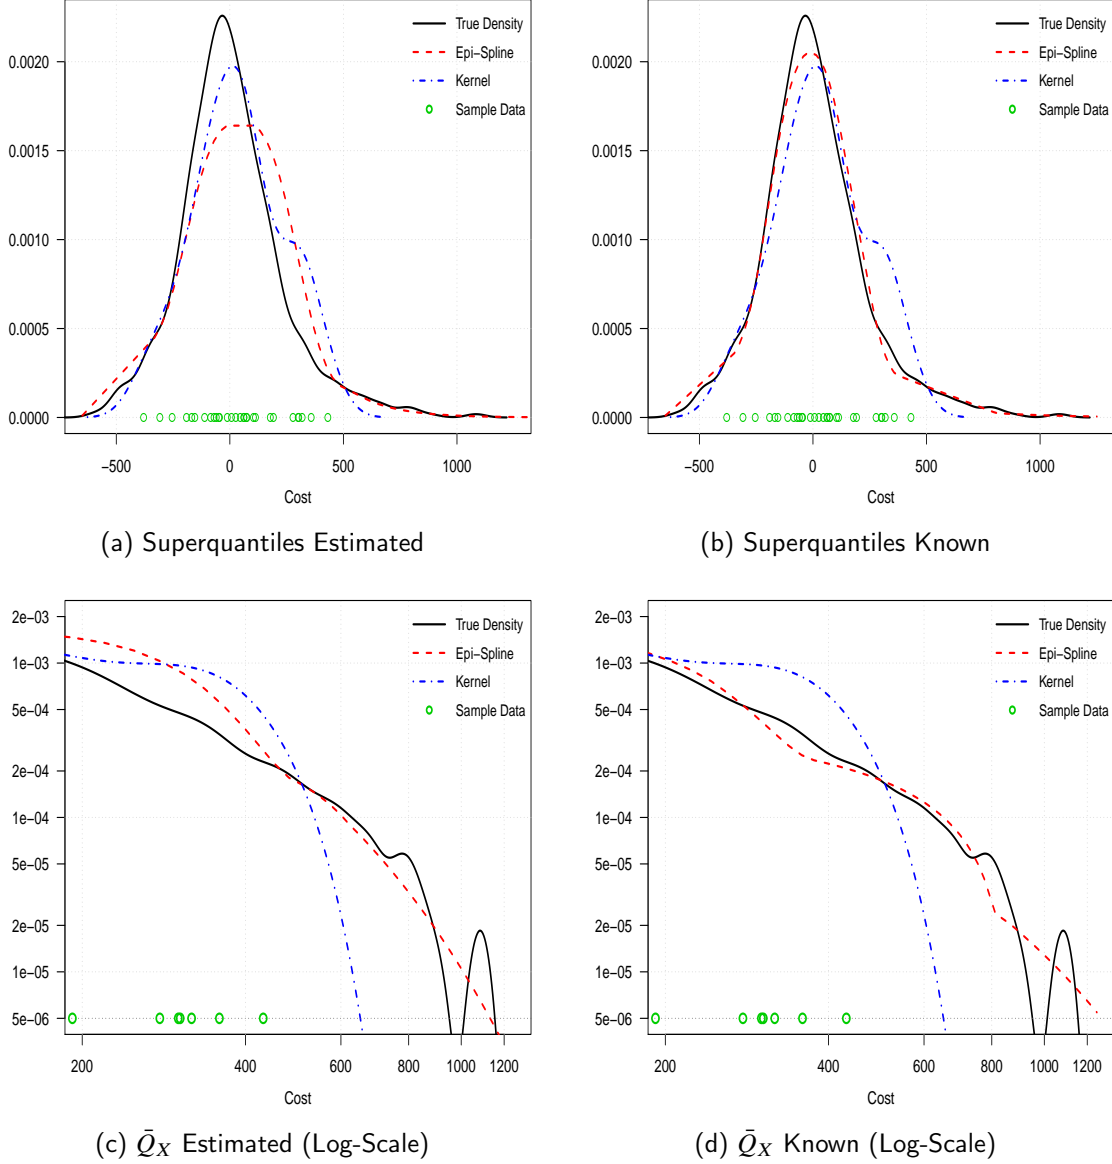 True Density
Epi-Spline
Kernel
Sample Data
0.0020
0.0015
0.0010
0.0005
0.0000
−500 0 500 1000
Cost
(a) Superquantiles Estimated
True Density
Epi-Spline
Kernel
Sample Data
0.0020
0.0015
0.0010
0.0005
0.0000
−500 0 500 1000
Cost
(b) Superquantiles Known
True Density
Epi-Spline
Kernel
Sample Data
2e−03
1e−03
5e−04
2e−04
1e−04
5e−05
2e−05
1e−05
5e−06
200 400 600 800 1000 1200
Cost
(c) Q̄_X Estimated (Log-Scale)
True Density
Epi-Spline
Kernel
Sample Data
2e−03
1e−03
5e−04
2e−04
1e−04
5e−05
2e−05
1e−05
5e−06
200 400 600 800 1000 1200
Cost
(d) Q̄_X Known (Log-Scale)